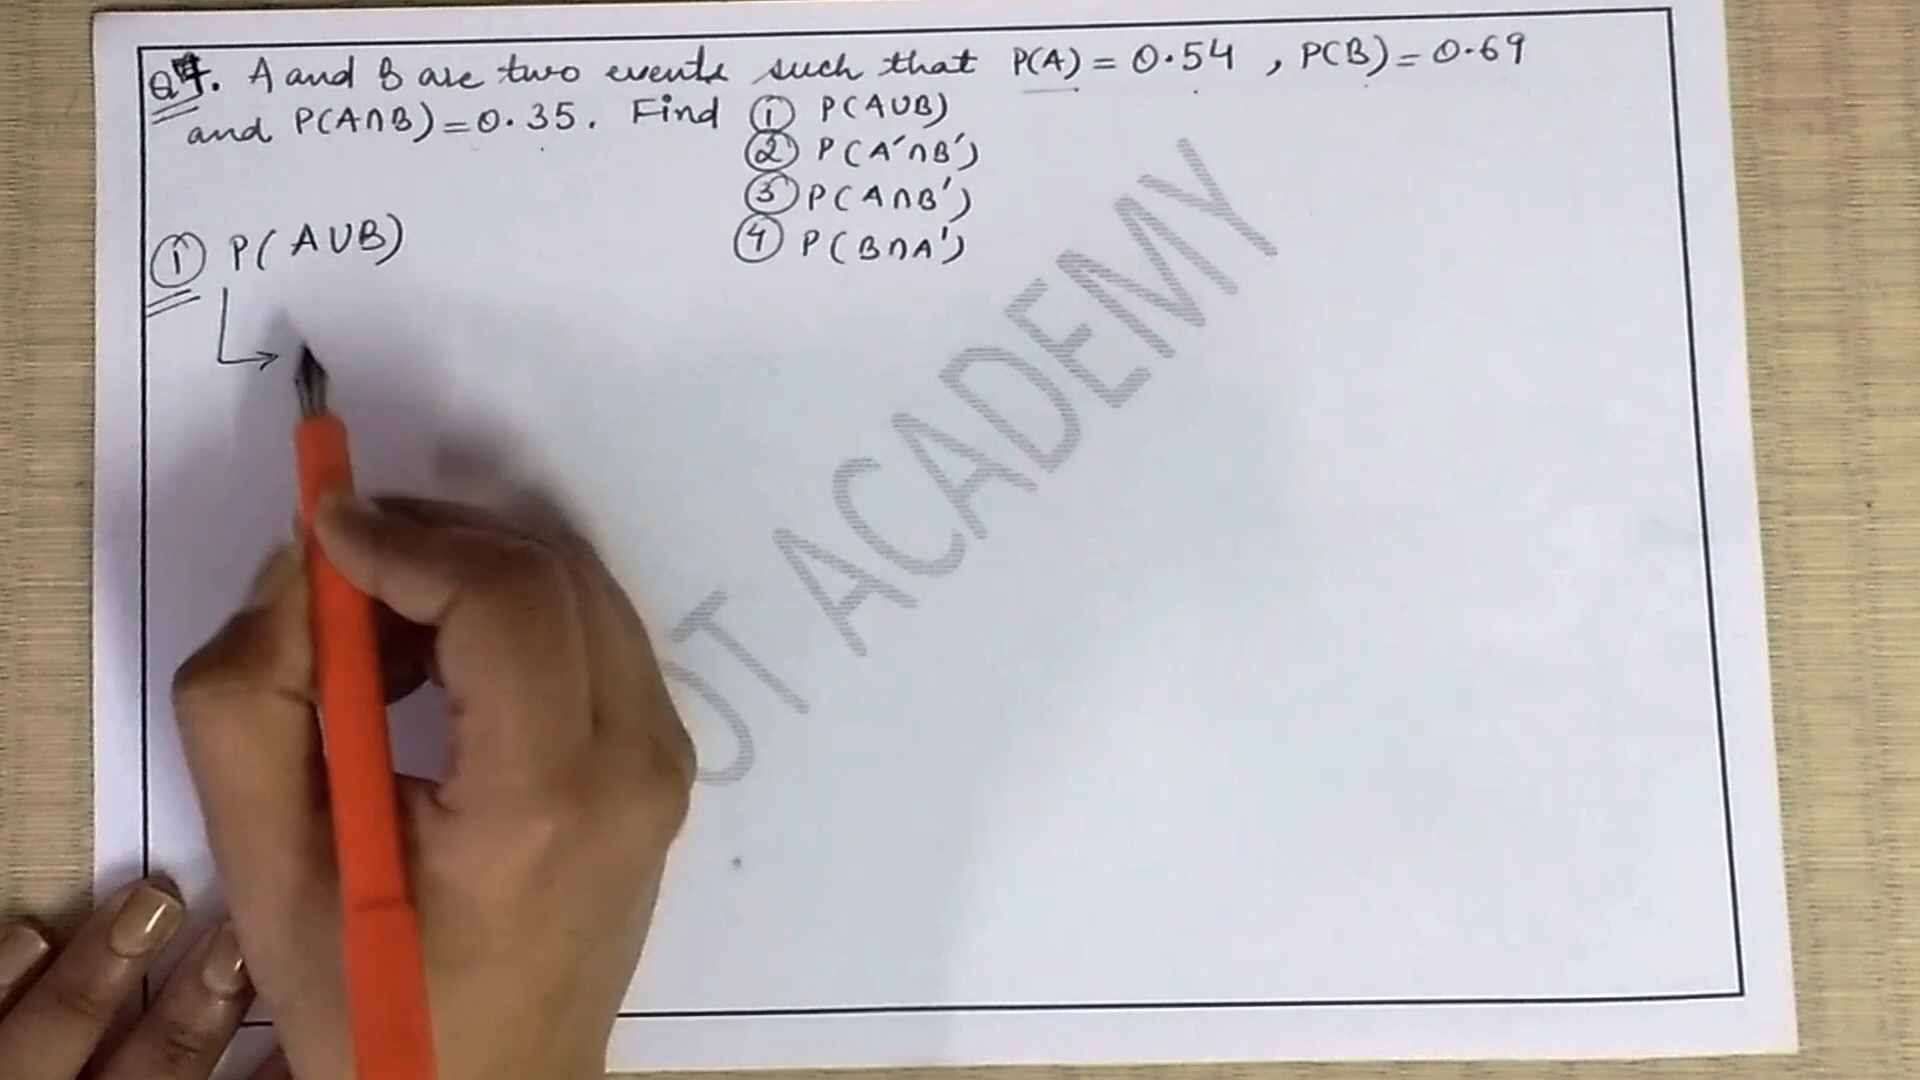 Q7. A and B are two events such that P(A) = 0.54 , P(B) = 0.69
and P(A∩B) = 0.35. Find ① P(A∪B)
② P(A′∩B′)
③ P(A∩B′)
④ P(B∩A′)
① P(A∪B)
ACADEMY